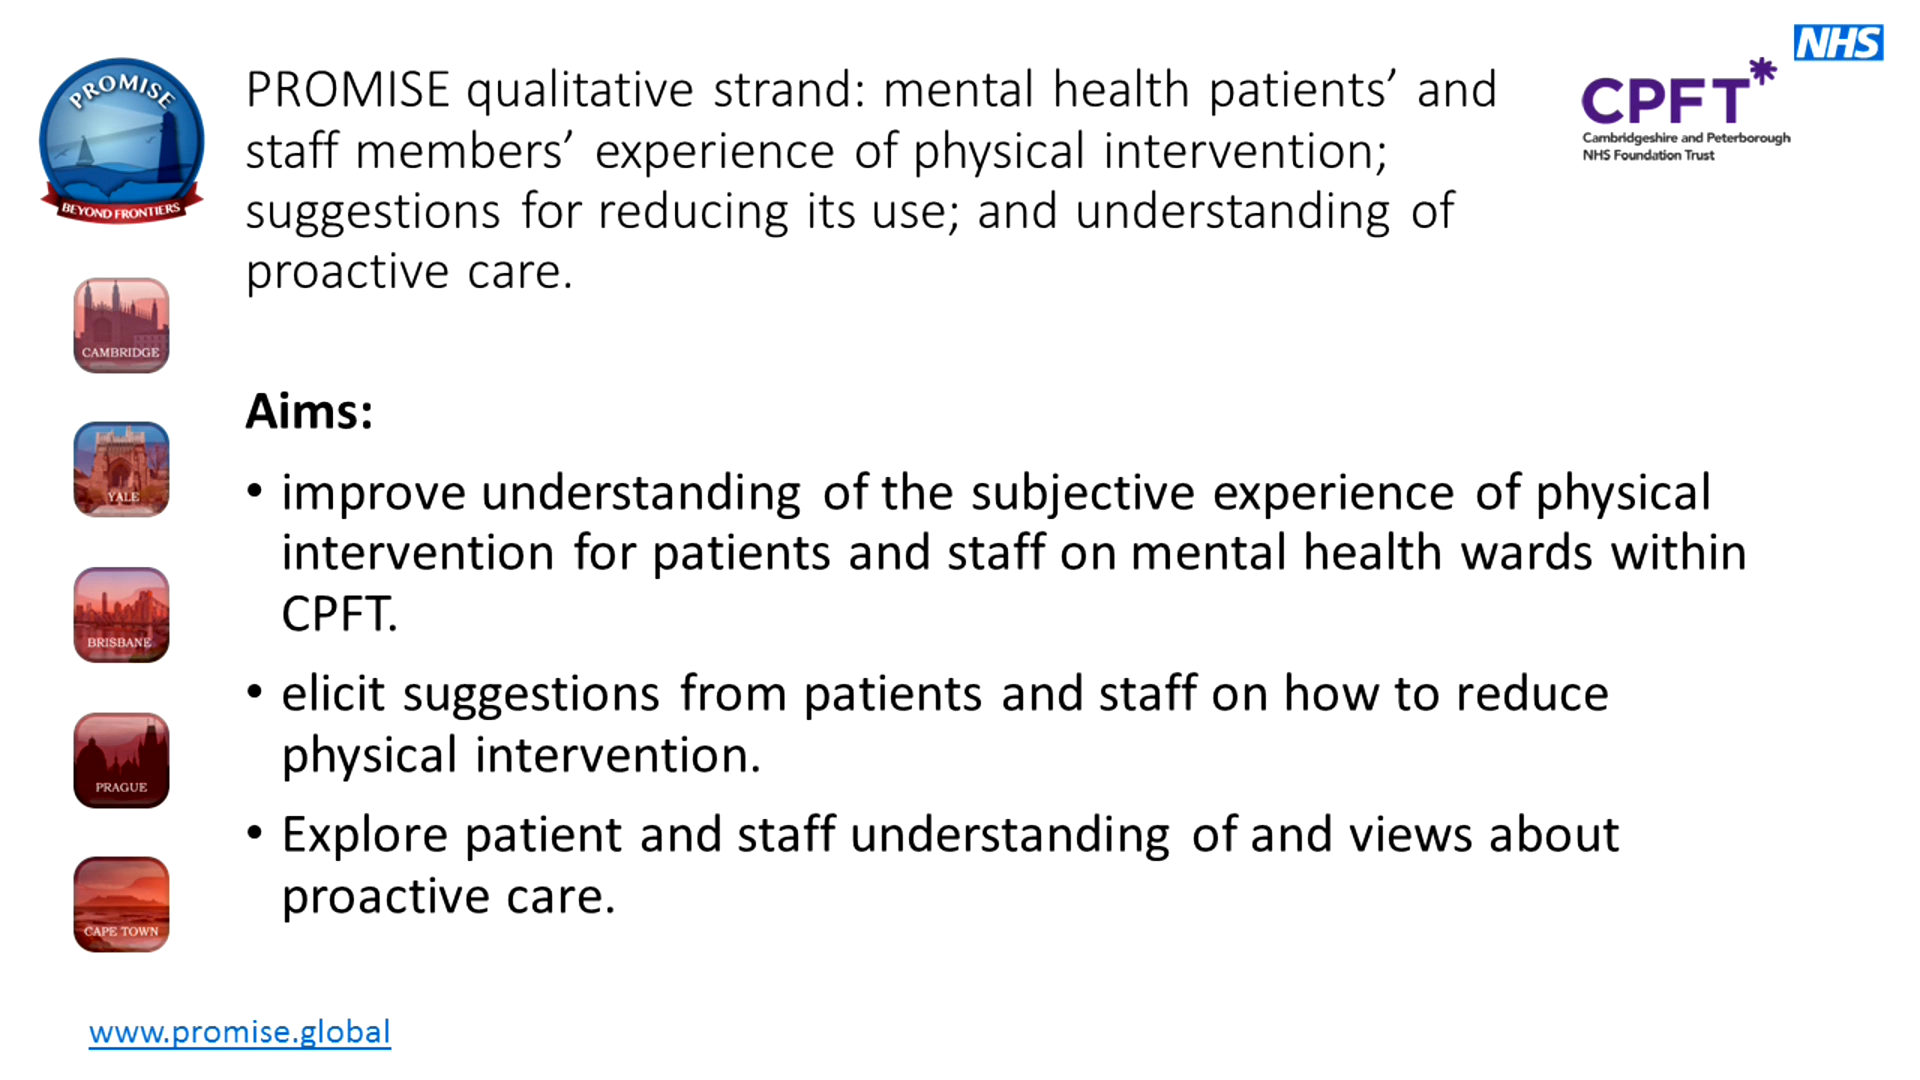 PROMISE
BEYOND FRONTIERS
PROMISE qualitative strand: mental health patients’ and
staff members’ experience of physical intervention;
suggestions for reducing its use; and understanding of
proactive care.
NHS
CPFT*
Cambridgeshire and Peterborough
NHS Foundation Trust
CAMBRIDGE
YALE
BRISBANE
PRAGUE
CAPE TOWN
Aims:
• improve understanding of the subjective experience of physical
intervention for patients and staff on mental health wards within
CPFT.
• elicit suggestions from patients and staff on how to reduce
physical intervention.
• Explore patient and staff understanding of and views about
proactive care.
www.promise.global